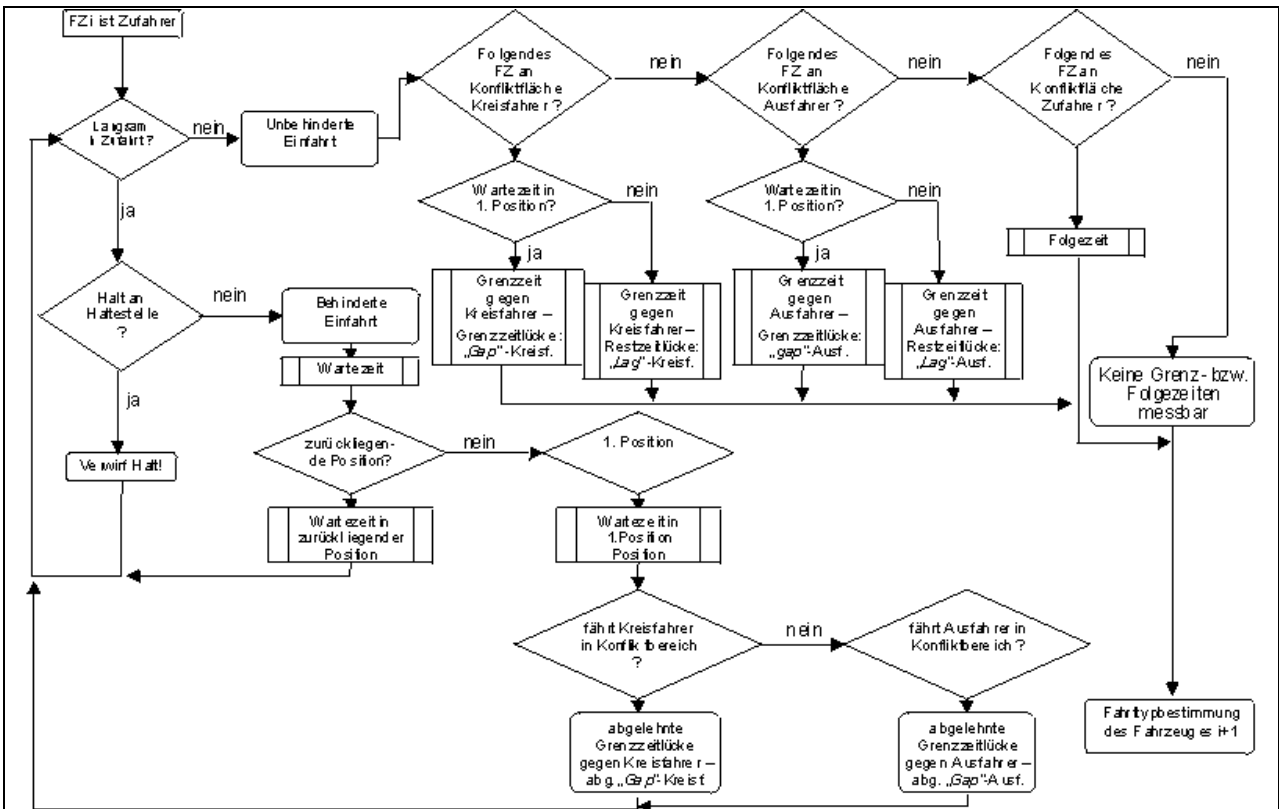 FZi ist Zufahrer
Langsam
in Zufahrt?
nein
Unbehinderte
Einfahrt
Folgendes
FZ an
Konfliktfläche
Kreisfahrer?
nein
Folgendes
FZ an
Konfliktfläche
Ausfahrer?
nein
Folgendes
FZ an
Konfliktfläche
Zufahrer?
nein
ja
Wartezeit in
1. Position?
nein
Wartezeit in
1. Position?
nein
Folgezeit
ja
ja
Halt an
Haltestelle
?
nein
Behinderte
Einfahrt
Wartezeit
Grenzzeit
gegen
Kreisfahrer –
Grenzzeitlücke:
„Gap"-Kreisf.
Grenzzeit
gegen
Kreisfahrer –
Restzeitlücke:
„Lag"-Kreisf.
Grenzzeit
gegen
Ausfahrer –
Grenzzeitlücke:
„gap"-Ausf.
Grenzzeit
gegen
Ausfahrer –
Restzeitlücke:
„Lag"-Ausf.
Keine Grenz- bzw.
Folgezeiten
messbar
ja
Verwirf Halt!
zurückliegen-
de Position?
nein
1. Position
Wartezeit in
zurückliegender
Position
Wartezeit in
1.Position
Position
fährt Kreisfahrer
in Konfliktbereich
?
nein
fährt Ausfahrer in
Konfliktbereich?
abgelehnte
Grenzzeitlücke
gegen Kreisfahrer –
abg. „Gap"-Kreisf.
abgelehnte
Grenzzeitlücke
gegen Ausfahrer –
abg. „Gap"-Ausf.
Fahrttypbestimmung
des Fahrzeuges i+1